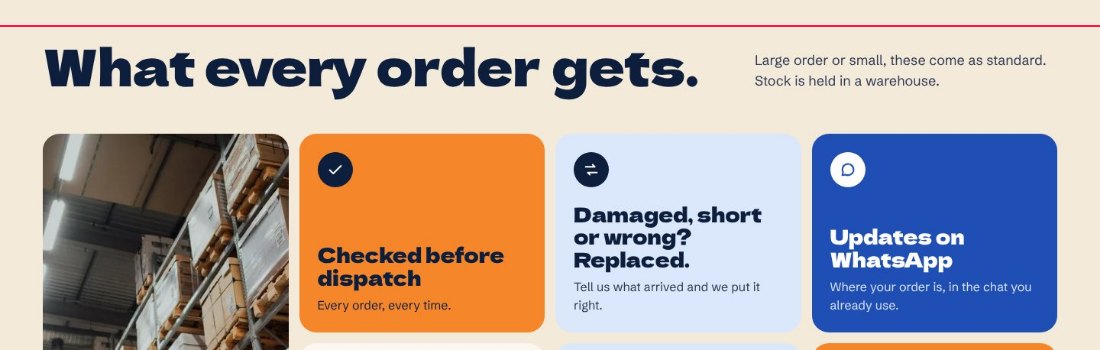 What every order gets.
Large order or small, these come as standard.
Stock is held in a warehouse.
Checked before
dispatch
Every order, every time.
Damaged, short
or wrong?
Replaced.
Tell us what arrived and we put it
right.
Updates on
WhatsApp
Where your order is, in the chat you
already use.